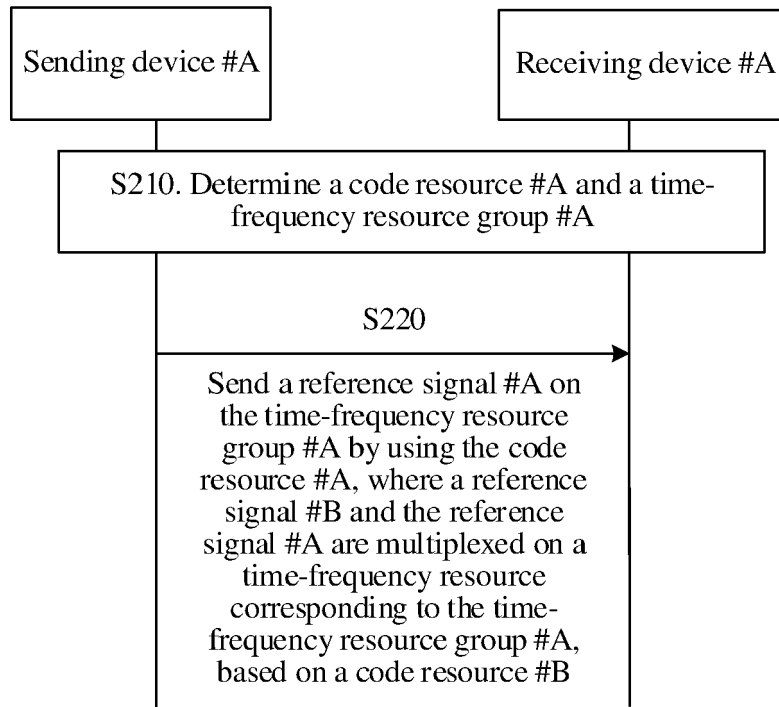 Sending device #A
Receiving device #A
S210. Determine a code resource #A and a time-
frequency resource group #A
S220
Send a reference signal #A on
the time-frequency resource
group #A by using the code
resource #A, where a reference
signal #B and the reference
signal #A are multiplexed on a
time-frequency resource
corresponding to the time-
frequency resource group #A,
based on a code resource #B